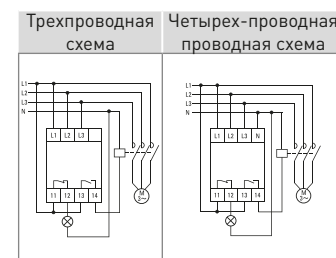 Трехпроводная
схема
Четырех-проводная
проводная схема
L1
L2
L3
N
L1 L2 L3
11 12 13 14
M
3~
L1
L2
L3
N
L1 L2 L3 N
11 12 13 14
M
3~